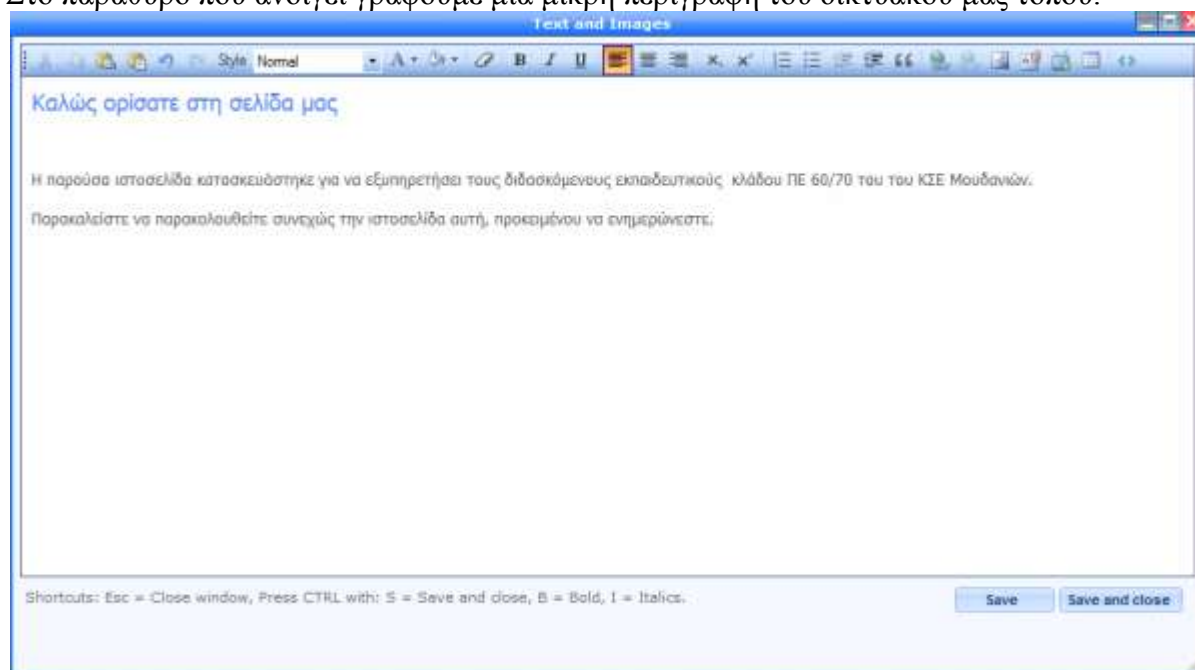 Στο παράθυρο που ανοίγει γράφουμε μια μικρή περιγραφή του δικτυακού μας τόπου.
Text and Images
Style Normal
Καλώς ορίσατε στη σελίδα μας
Η παρούσα ιστοσελίδα κατασκευάστηκε για να εξυπηρετήσει τους διδασκόμενους εκπαιδευτικούς κλάδου ΠΕ 60/70 του του ΚΣΕ Μουδανιών.
Παρακαλείστε να παρακολουθείτε συνεχώς την ιστοσελίδα αυτή, προκειμένου να ενημερώνεστε.
Shortcuts: Esc = Close window, Press CTRL with: S = Save and close, B = Bold, I = Italics.
Save Save and close